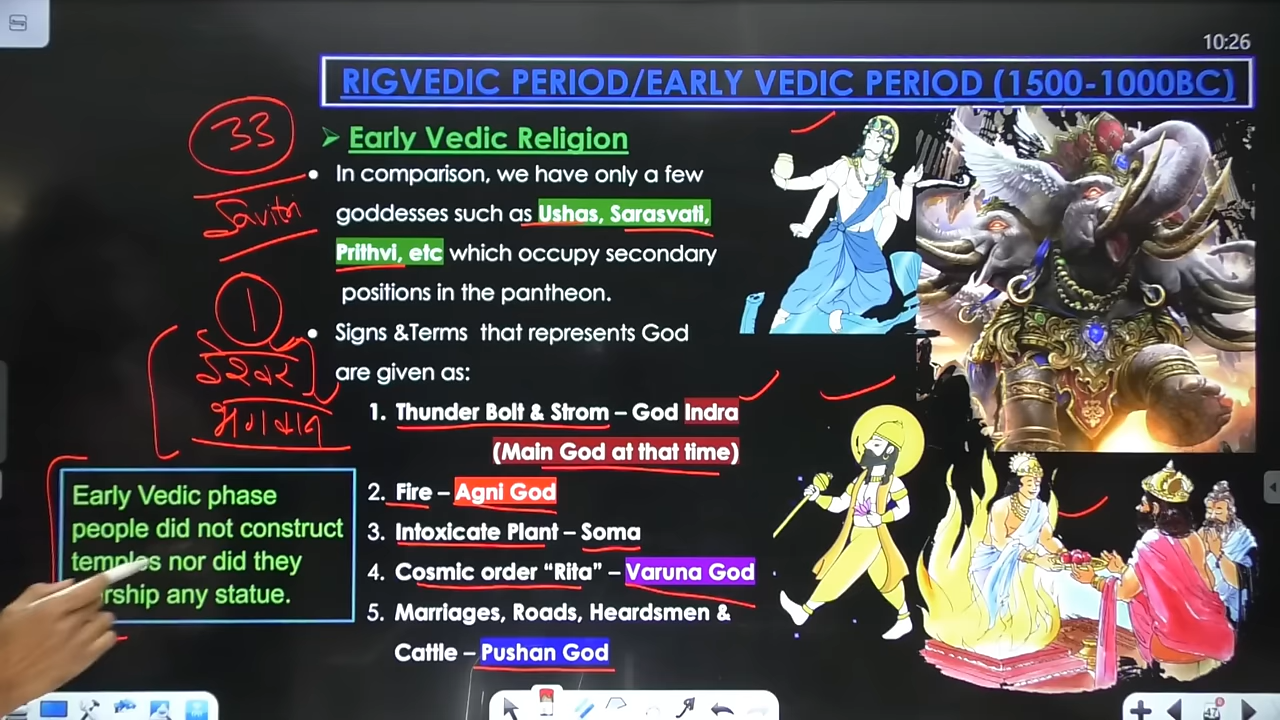 10:26
RIGVEDIC PERIOD/EARLY VEDIC PERIOD (1500-1000BC)
33
Savitri
1
ईश्वर
भगवान
Early Vedic Religion
In comparison, we have only a few
goddesses such as Ushas, Sarasvati,
Prithvi, etc which occupy secondary
positions in the pantheon.
Signs &Terms that represents God
are given as:
1. Thunder Bolt & Strom – God Indra
(Main God at that time)
2. Fire – Agni God
3. Intoxicate Plant – Soma
4. Cosmic order “Rita” – Varuna God
5. Marriages, Roads, Heardsmen &
Cattle – Pushan God
Early Vedic phase
people did not construct
temples nor did they
any statue.
47